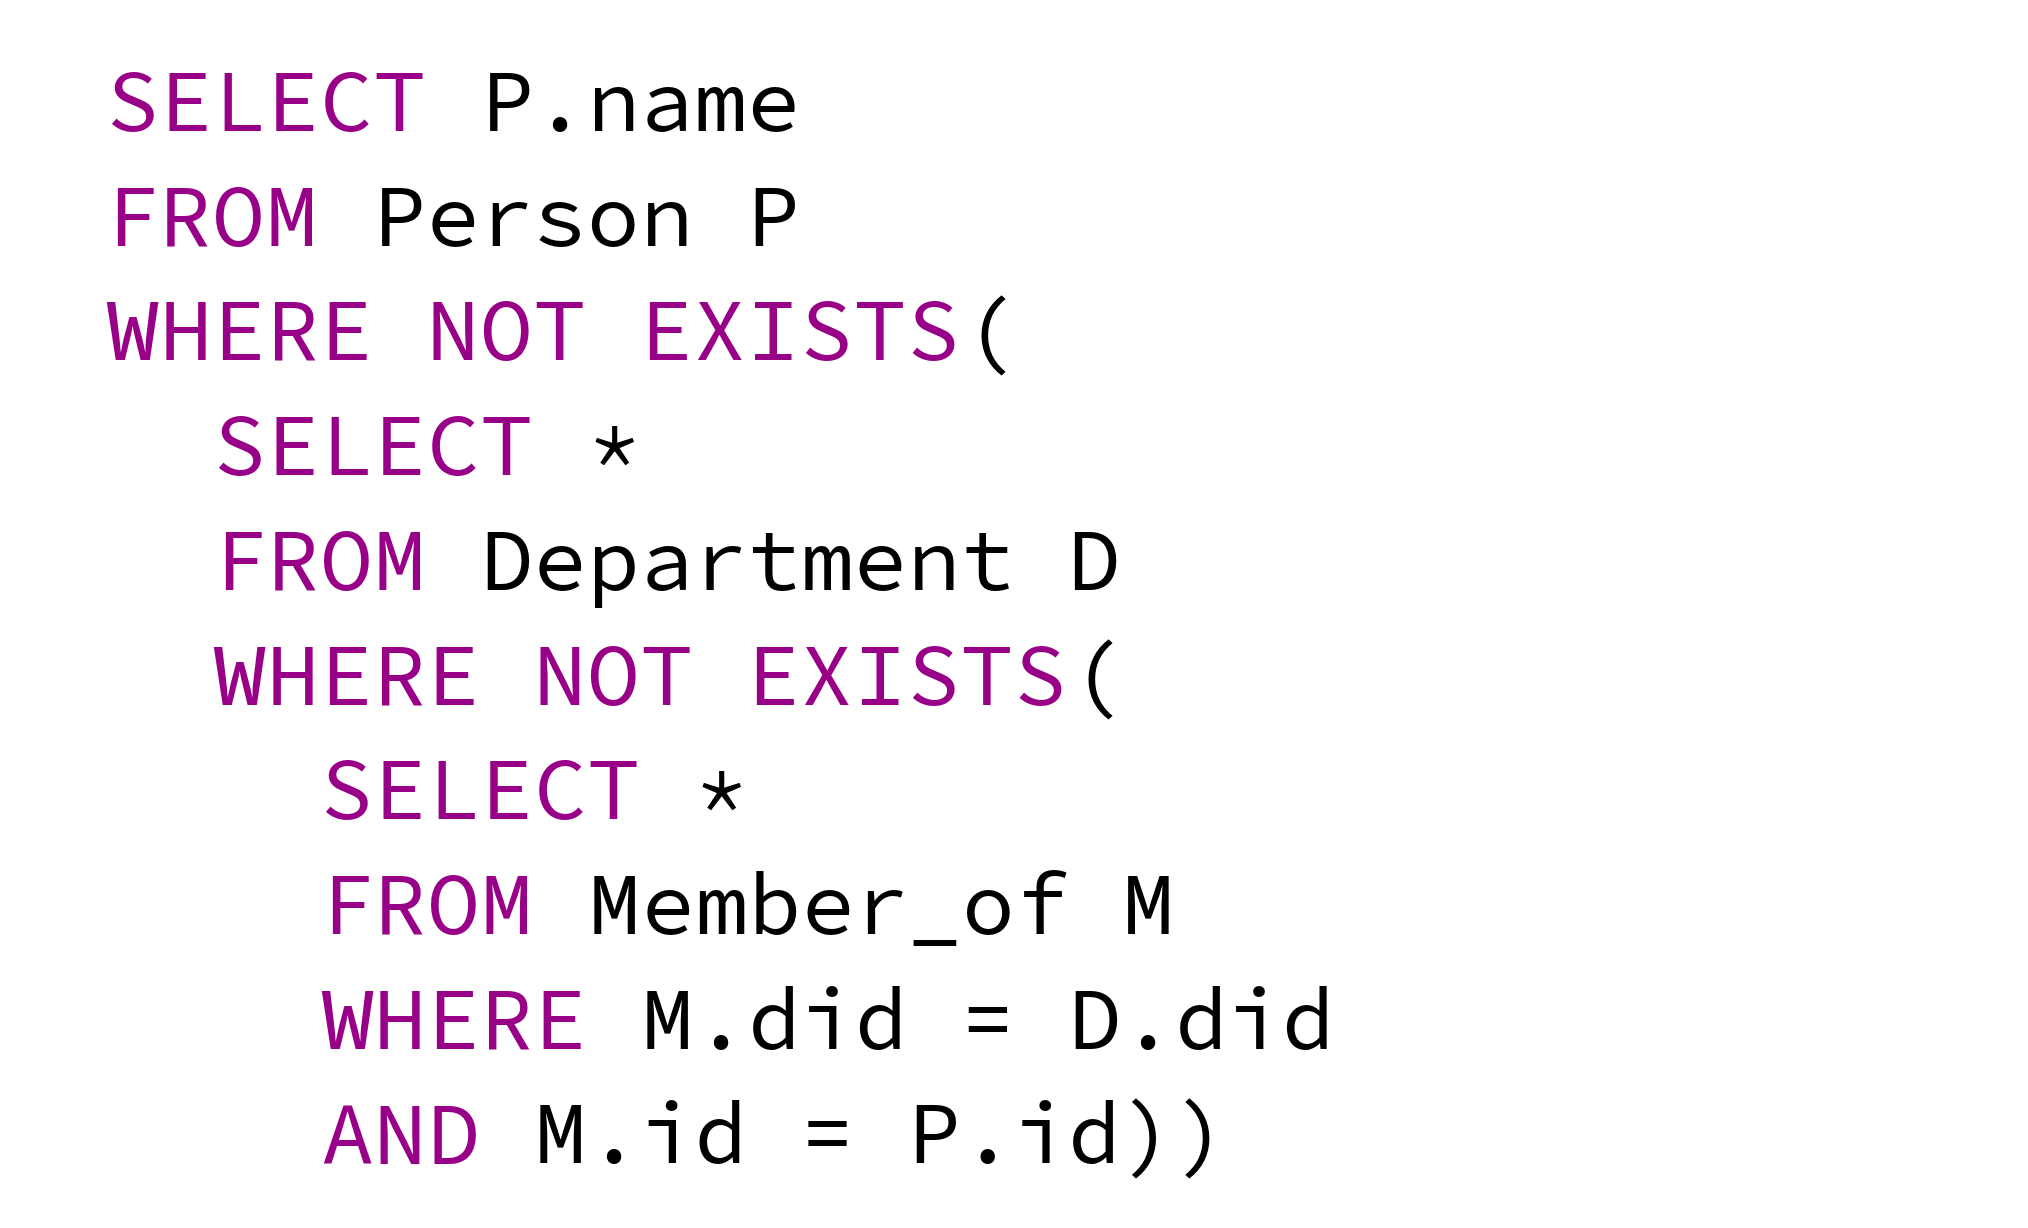 SELECT P.name
FROM Person P
WHERE NOT EXISTS(
  SELECT *
  FROM Department D
  WHERE NOT EXISTS(
    SELECT *
    FROM Member_of M
    WHERE M.did = D.did
    AND M.id = P.id))